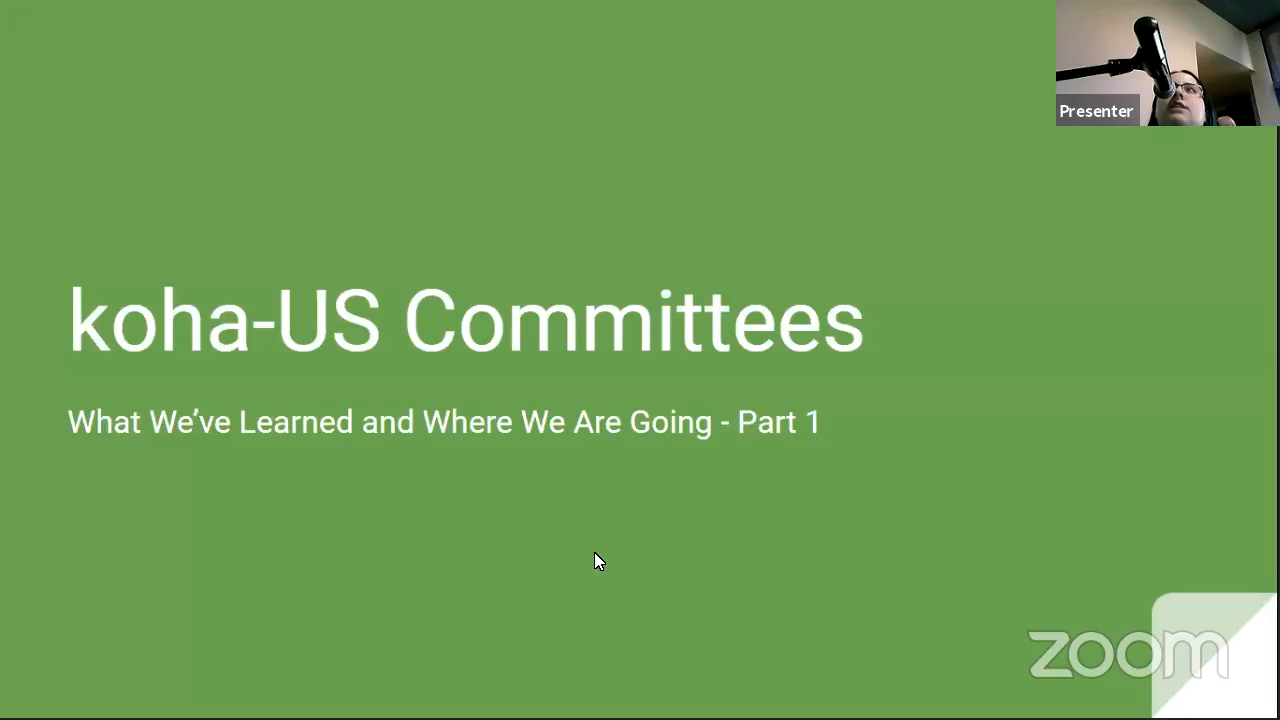 Presenter
koha-US Committees
What We've Learned and Where We Are Going - Part 1
zoom